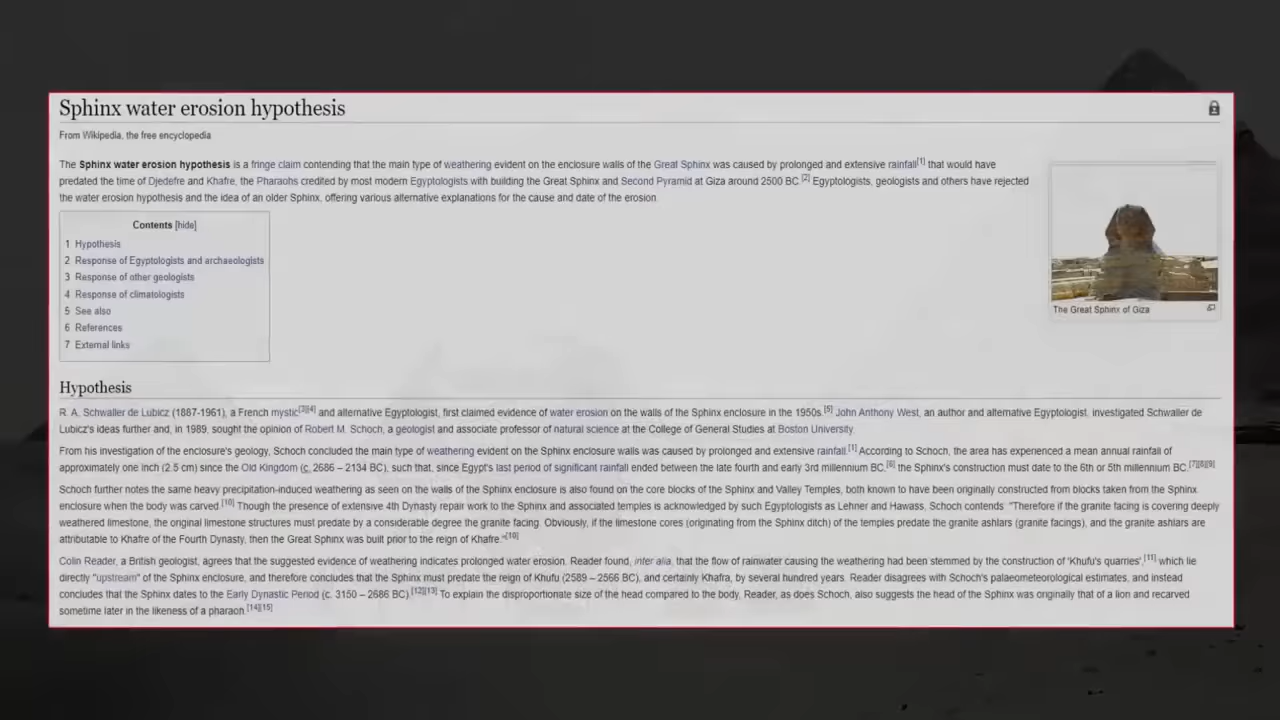 Sphinx water erosion hypothesis
From Wikipedia, the free encyclopedia
The Sphinx water erosion hypothesis is a fringe claim contending that the main type of weathering evident on the enclosure walls of the Great Sphinx was caused by prolonged and extensive rainfall[1] that would have
predated the time of Djedefre and Khafre, the Pharaohs credited by most modern Egyptologists with building the Great Sphinx and Second Pyramid at Giza around 2500 BC.[2] Egyptologists, geologists and others have rejected
the water erosion hypothesis and the idea of an older Sphinx, offering various alternative explanations for the cause and date of the erosion.
Contents [hide]
1 Hypothesis
2 Response of Egyptologists and archaeologists
3 Response of other geologists
4 Response of climatologists
5 See also
6 References
7 External links
The Great Sphinx of Giza
Hypothesis
R. A. Schwaller de Lubicz (1887-1961), a French mystic[3][4] and alternative Egyptologist, first claimed evidence of water erosion on the walls of the Sphinx enclosure in the 1950s.[5] John Anthony West, an author and alternative Egyptologist, investigated Schwaller de
Lubicz's ideas further and, in 1989, sought the opinion of Robert M. Schoch, a geologist and associate professor of natural science at the College of General Studies at Boston University.
From his investigation of the enclosure's geology, Schoch concluded the main type of weathering evident on the Sphinx enclosure walls was caused by prolonged and extensive rainfall.[1] According to Schoch, the area has experienced a mean annual rainfall of
approximately one inch (2.5 cm) since the Old Kingdom (c. 2686 – 2134 BC), such that, since Egypt's last period of significant rainfall ended between the late fourth and early 3rd millennium BC,[6] the Sphinx's construction must date to the 6th or 5th millennium BC.[7][8][9]
Schoch further notes the same heavy precipitation-induced weathering as seen on the walls of the Sphinx enclosure is also found on the core blocks of the Sphinx and Valley Temples, both known to have been originally constructed from blocks taken from the Sphinx
enclosure when the body was carved.[10] Though the presence of extensive 4th Dynasty repair work to the Sphinx and associated temples is acknowledged by such Egyptologists as Lehner and Hawass, Schoch contends: "Therefore if the granite facing is covering deeply
weathered limestone, the original limestone structures must predate by a considerable degree the granite facing. Obviously, if the limestone cores (originating from the Sphinx ditch) of the temples predate the granite ashlars (granite facings), and the granite ashlars are
attributable to Khafre of the Fourth Dynasty, then the Great Sphinx was built prior to the reign of Khafre."[10]
Colin Reader, a British geologist, agrees that the suggested evidence of weathering indicates prolonged water erosion. Reader found, inter alia, that the flow of rainwater causing the weathering had been stemmed by the construction of 'Khufu's quarries',[11] which lie
directly "upstream" of the Sphinx enclosure, and therefore concludes that the Sphinx must predate the reign of Khufu (2589 – 2566 BC), and certainly Khafra, by several hundred years. Reader disagrees with Schoch's palaeometeorological estimates, and instead
concludes that the Sphinx dates to the Early Dynastic Period (c. 3150 – 2686 BC).[12][13] To explain the disproportionate size of the head compared to the body, Reader, as does Schoch, also suggests the head of the Sphinx was originally that of a lion and recarved
sometime later in the likeness of a pharaoh.[14][15]